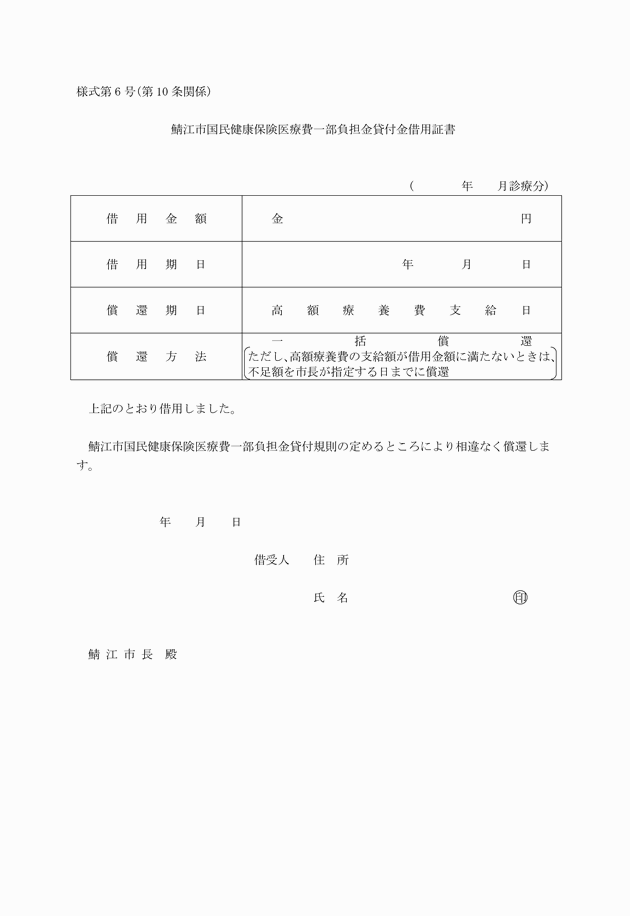 様式第6号(第10条関係)
鯖江市国民健康保険医療費一部負担金貸付金借用証書
(　　　　年　　月診療分)
借用金額　金　　　　円
借用期日　　　　年　　月　　日
償還期日　高額療養費支給日
償還方法　一括償還
ただし、高額療養費の支給額が借用金額に満たないときは、
不足額を市長が指定する日までに償還
上記のとおり借用しました。
鯖江市国民健康保険医療費一部負担金貸付規則の定めるところにより相違なく償還しま
す。
年　　月　　日
借受人　　住　所
氏　名　　　　㊞
鯖江市長　殿